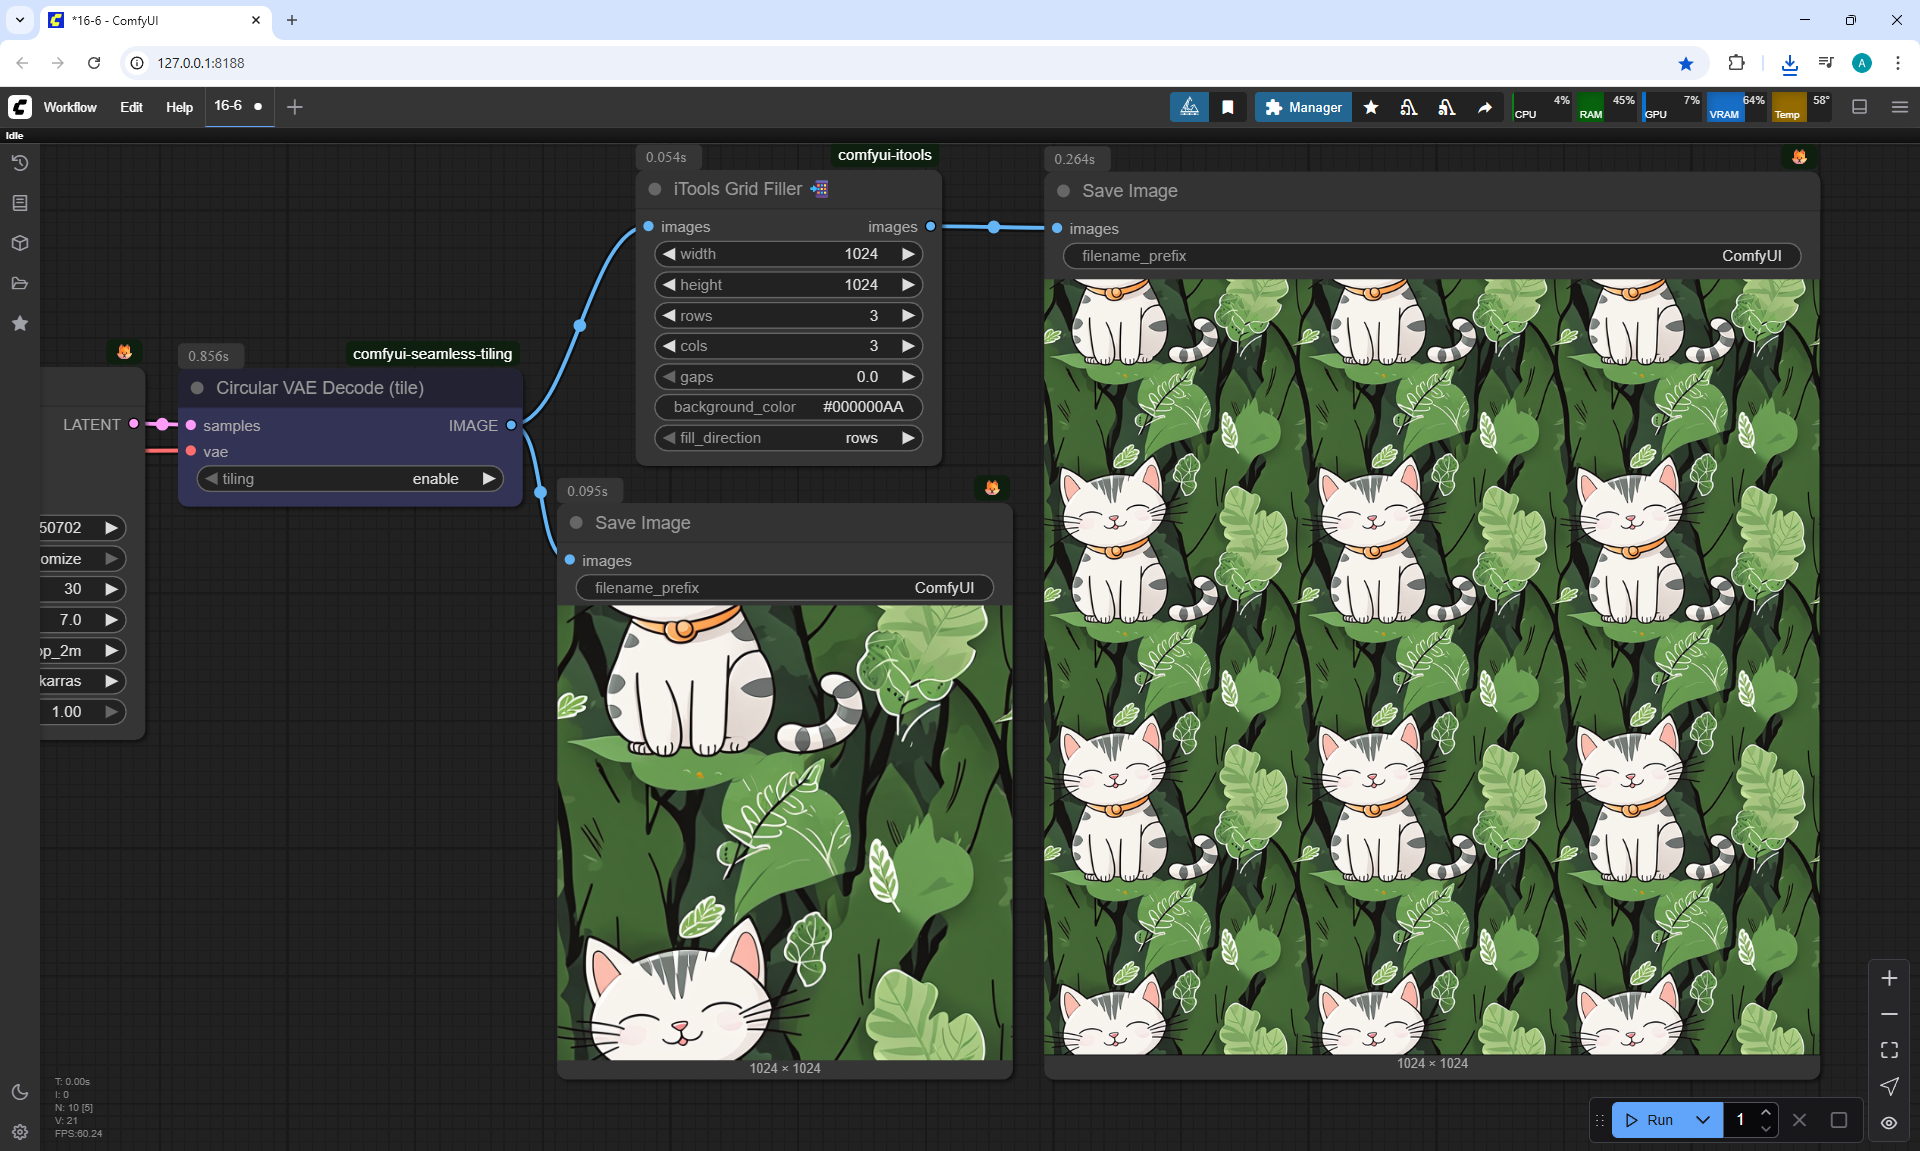 *16-6 - ComfyUI
127.0.0.1:8188
A
Workflow Edit Help 16-6
Manager
CPU 4% RAM 45% GPU 7% VRAM 64% Temp 58°
Idle
0.054s comfyui-itools
iTools Grid Filler
images images
width 1024
height 1024
rows 3
cols 3
gaps 0.0
background_color #000000AA
fill_direction rows
0.264s
Save Image
images
filename_prefix ComfyUI
1024 × 1024
0.856s comfyui-seamless-tiling
Circular VAE Decode (tile)
LATENT
samples IMAGE
vae
tiling enable
50702
omize
30
7.0
op_2m
karras
1.00
0.095s
Save Image
images
filename_prefix ComfyUI
1024 × 1024
T: 0.00s
I: 0
N: 10 [5]
V: 21
FPS:60.24
Run 1